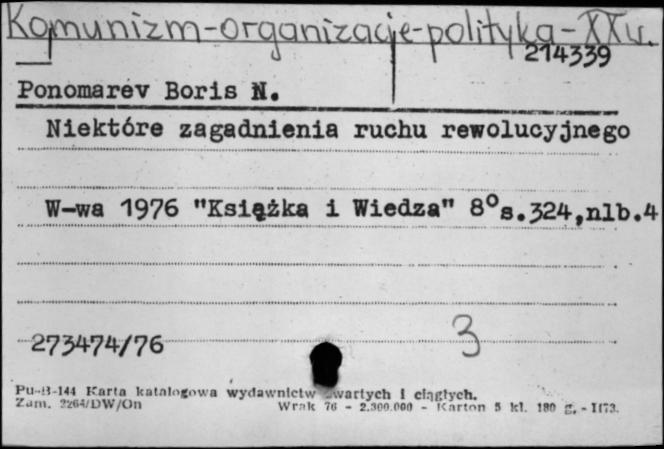 Komunizm-organizacje-polityka-XXw.
214339
Ponomarev Boris N.
Niektóre zagadnienia ruchu rewolucyjnego
W-wa 1976 "Książka i Wiedza" 8° s.324,nlb.4
273474/76
3
Pu-B-144 Karta katalogowa wydawnictw zwartych i ciągłych.
Zam. 2264/DW/On Wrak 76 - 2.300.000 - Karton 5 kl. 180 g. - 1173.